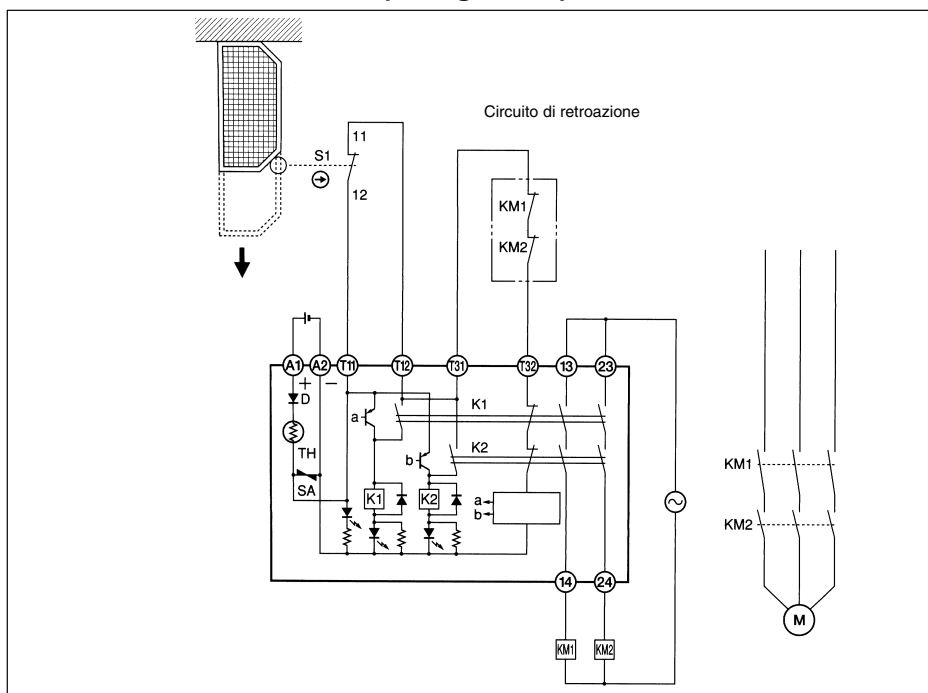 Circuito di retroazione
11
S1
12
KM1
KM2
A1
A2
T11
T12
T31
T32
13
23
+
−
D
K1
a
TH
K2
b
SA
K1
K2
a
b
KM1
KM2
14
24
M
KM1
KM2